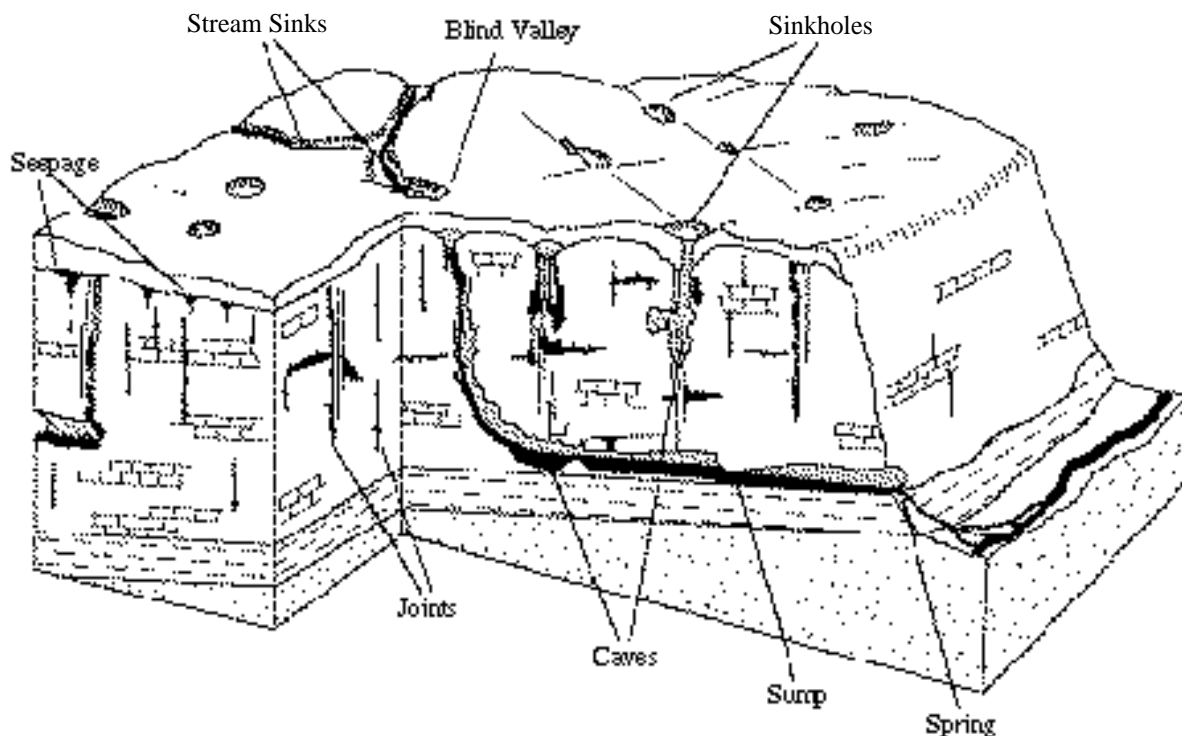 Stream Sinks
Blind Valley
Sinkholes
Seepage
Joints
Caves
Sump
Spring